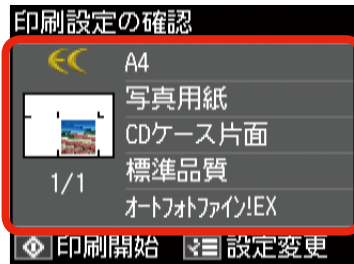 印刷設定の確認
A4
写真用紙
CDケース片面
標準品質
1/1
オートフォトファイン!EX
印刷開始 設定変更